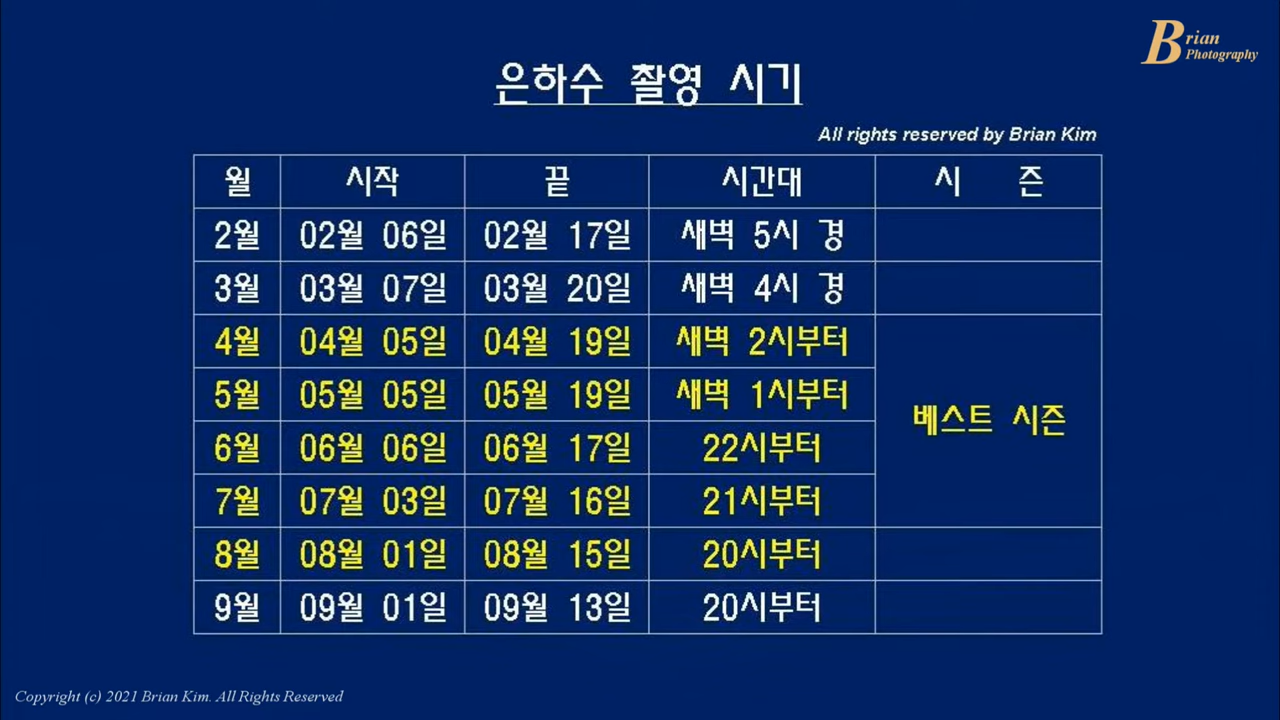 Brian
Photography
은하수 촬영 시기
All rights reserved by Brian Kim
월 시작 끝 시간대 시 즌
2월 02월 06일 02월 17일 새벽 5시 경
3월 03월 07일 03월 20일 새벽 4시 경
4월 04월 05일 04월 19일 새벽 2시부터
5월 05월 05일 05월 19일 새벽 1시부터
베스트 시즌
6월 06월 06일 06월 17일 22시부터
7월 07월 03일 07월 16일 21시부터
8월 08월 01일 08월 15일 20시부터
9월 09월 01일 09월 13일 20시부터
Copyright (c) 2021 Brian Kim. All Rights Reserved